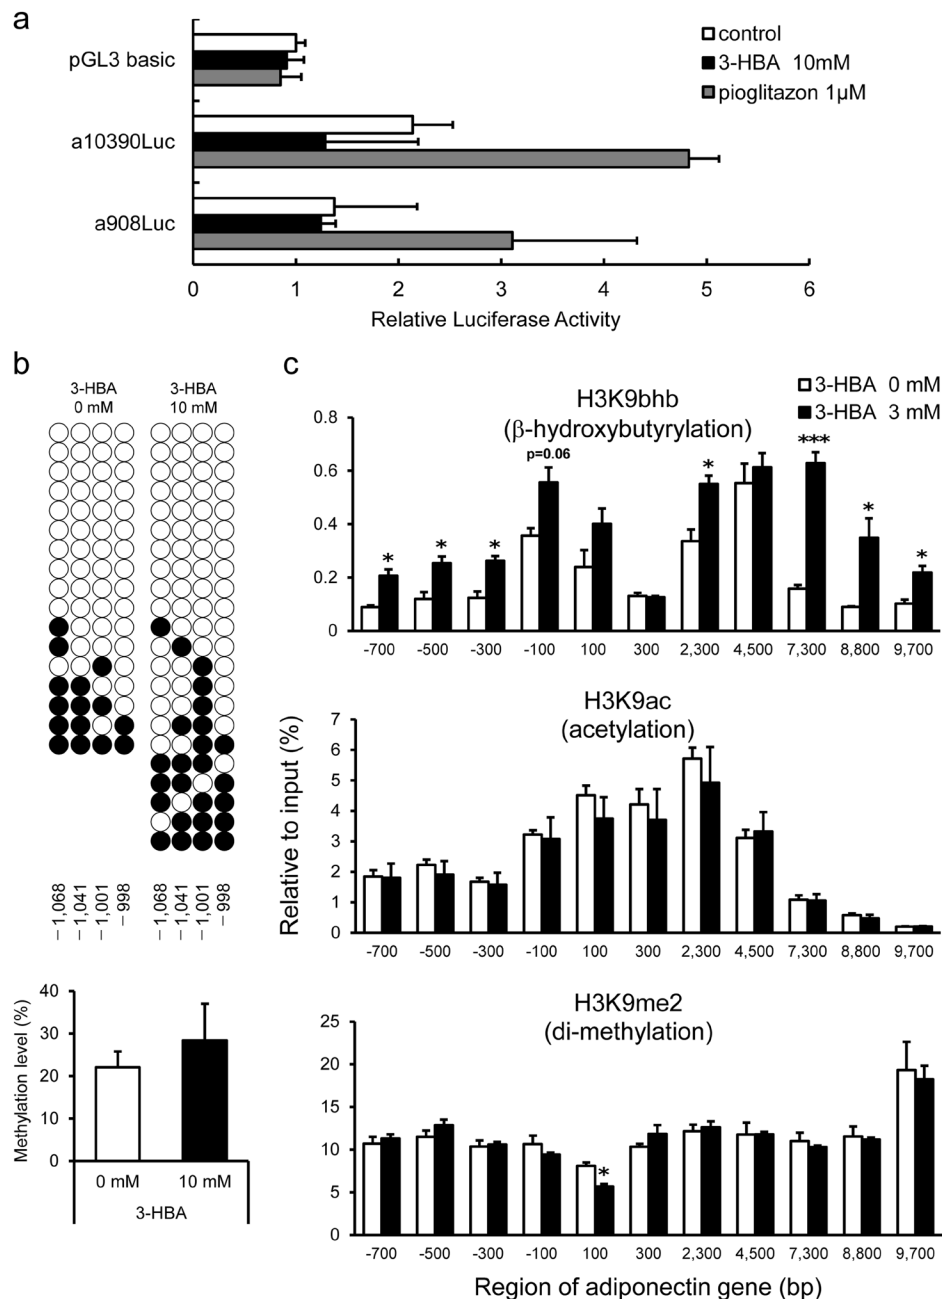 a
control
3-HBA 10mM
pioglitazon 1μM
pGL3 basic
a10390Luc
a908Luc
0 1 2 3 4 5 6
Relative Luciferase Activity
b
3-HBA 3-HBA
0 mM 10 mM
−1,068
−1,041
−1,001
−998
−1,068
−1,041
−1,001
−998
Methylation level (%)
40
30
20
10
0
0 mM 10 mM
3-HBA
c
3-HBA 0 mM
3-HBA 3 mM
H3K9bhb
(β-hydroxybutyrylation)
0.8
0.6
0.4
0.2
0
* * * p=0.06 * *** * *
-700 -500 -300 -100 100 300 2,300 4,500 7,300 8,800 9,700
Relative to input (%)
H3K9ac
(acetylation)
7
6
5
4
3
2
1
0
-700 -500 -300 -100 100 300 2,300 4,500 7,300 8,800 9,700
H3K9me2
(di-methylation)
25
20
15
10
5
0
*
-700 -500 -300 -100 100 300 2,300 4,500 7,300 8,800 9,700
Region of adiponectin gene (bp)